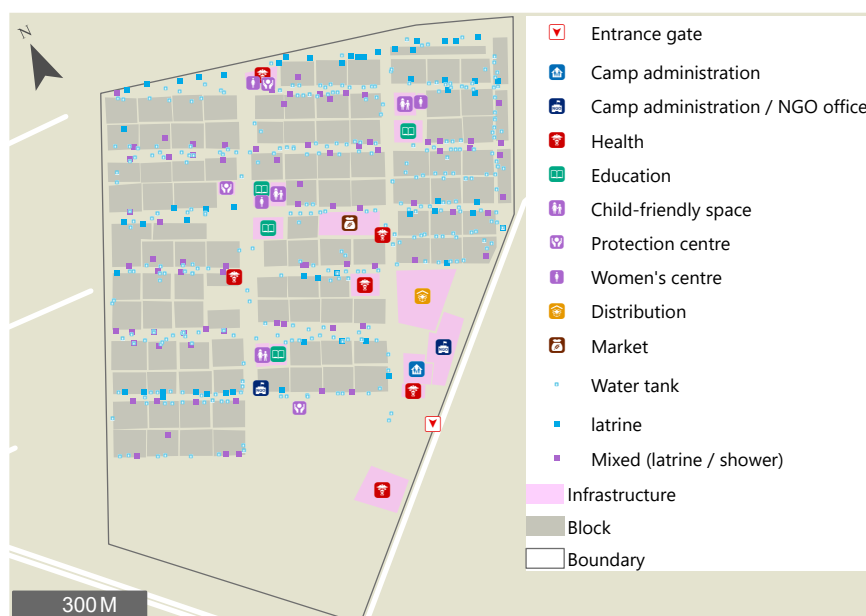 N
Entrance gate
Camp administration
Camp administration / NGO office
Health
Education
Child-friendly space
Protection centre
Women's centre
Distribution
Market
Water tank
latrine
Mixed (latrine / shower)
Infrastructure
Block
Boundary
300 M